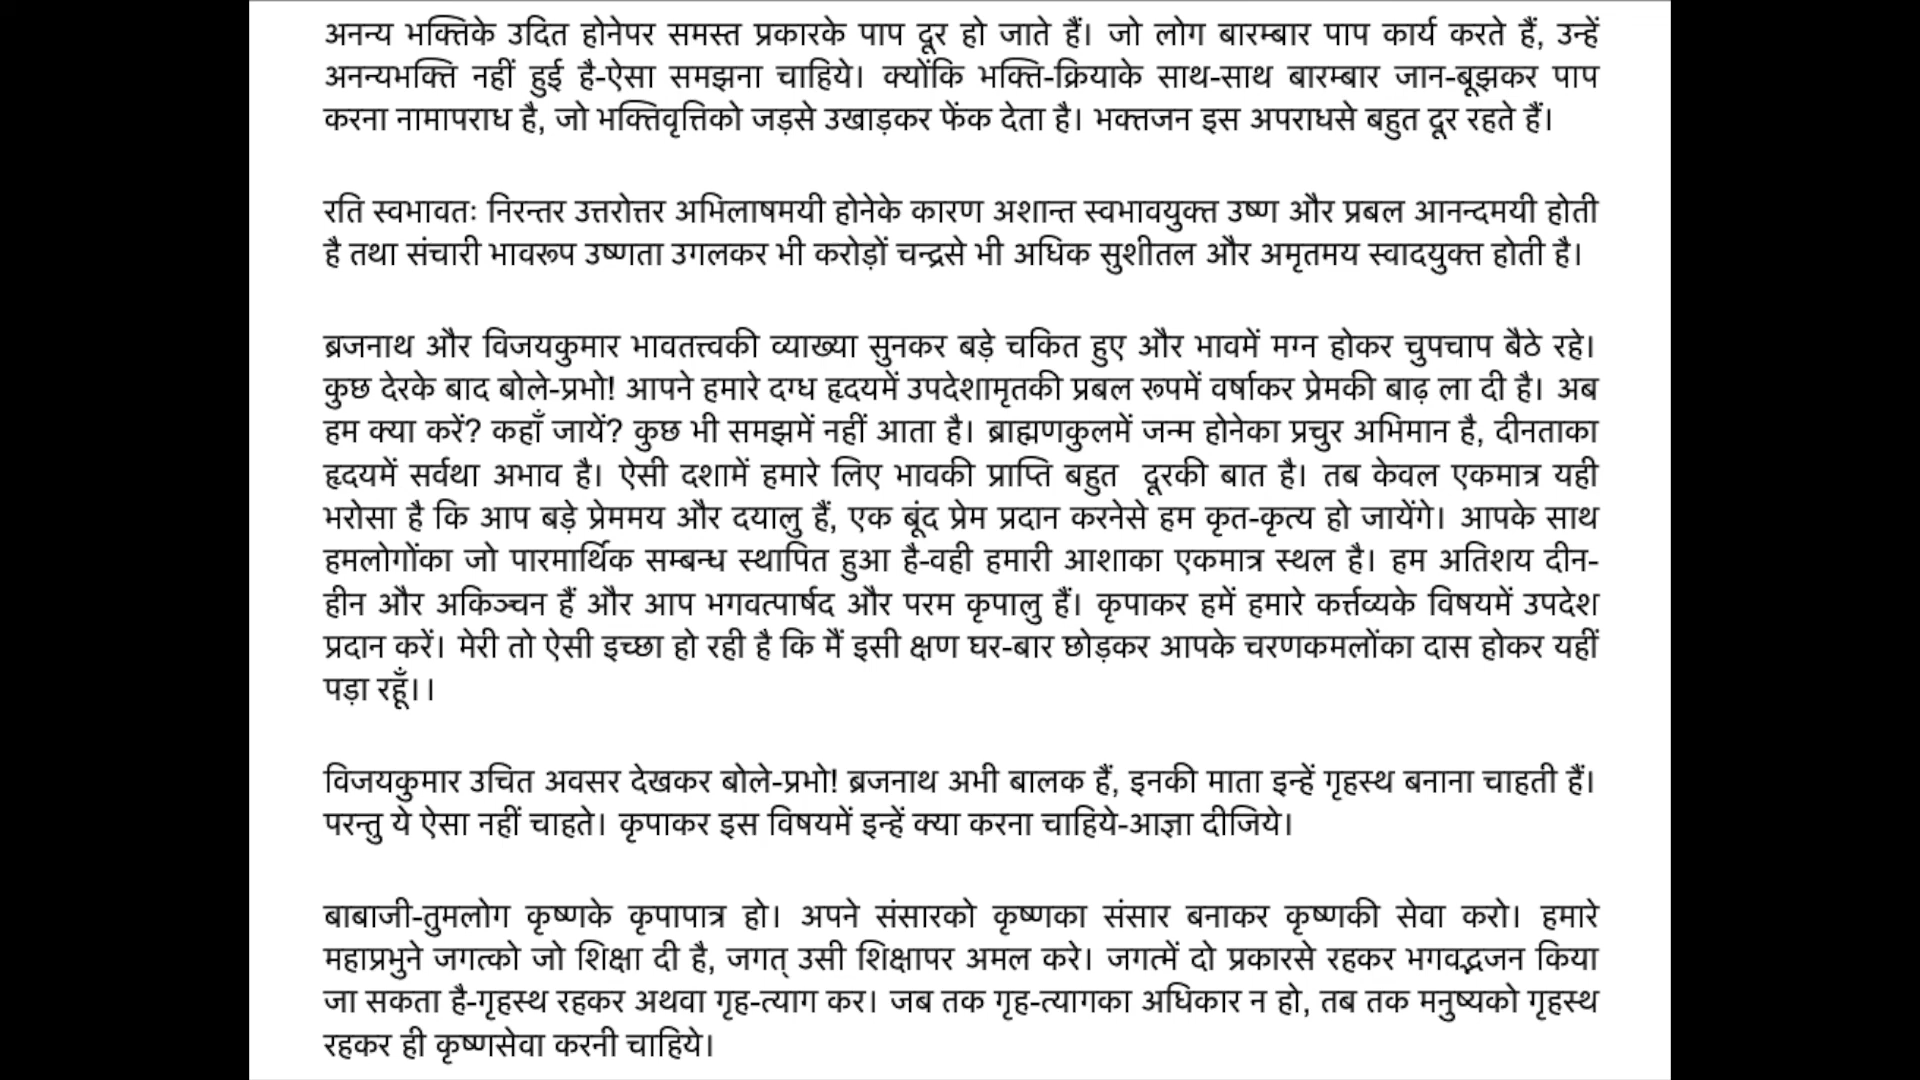 अनन्य भक्तिके उदित होनेपर समस्त प्रकारके पाप दूर हो जाते हैं। जो लोग बारम्बार पाप कार्य करते हैं, उन्हें
अनन्यभक्ति नहीं हुई है-ऐसा समझना चाहिये। क्योंकि भक्ति-क्रियाके साथ-साथ बारम्बार जान-बूझकर पाप
करना नामापराध है, जो भक्तिवृत्तिको जड़से उखाड़कर फेंक देता है। भक्तजन इस अपराधसे बहुत दूर रहते हैं।
रति स्वभावतः निरन्तर उत्तरोत्तर अभिलाषमयी होनेके कारण अशान्त स्वभावयुक्त उष्ण और प्रबल आनन्दमयी होती
है तथा संचारी भावरूप उष्णता उगलकर भी करोड़ों चन्द्रसे भी अधिक सुशीतल और अमृतमय स्वादयुक्त होती है।
ब्रजनाथ और विजयकुमार भावतत्त्वकी व्याख्या सुनकर बड़े चकित हुए और भावमें मग्न होकर चुपचाप बैठे रहे।
कुछ देरके बाद बोले-प्रभो! आपने हमारे दग्ध हृदयमें उपदेशामृतकी प्रबल रूपमें वर्षाकर प्रेमकी बाढ़ ला दी है। अब
हम क्या करें? कहाँ जायें? कुछ भी समझमें नहीं आता है। ब्राह्मणकुलमें जन्म होनेका प्रचुर अभिमान है, दीनताका
हृदयमें सर्वथा अभाव है। ऐसी दशामें हमारे लिए भावकी प्राप्ति बहुत  दूरकी बात है। तब केवल एकमात्र यही
भरोसा है कि आप बड़े प्रेममय और दयालु हैं, एक बूंद प्रेम प्रदान करनेसे हम कृत-कृत्य हो जायेंगे। आपके साथ
हमलोगोंका जो पारमार्थिक सम्बन्ध स्थापित हुआ है-वही हमारी आशाका एकमात्र स्थल है। हम अतिशय दीन-
हीन और अकिञ्चन हैं और आप भगवत्पार्षद और परम कृपालु हैं। कृपाकर हमें हमारे कर्त्तव्यके विषयमें उपदेश
प्रदान करें। मेरी तो ऐसी इच्छा हो रही है कि मैं इसी क्षण घर-बार छोड़कर आपके चरणकमलोंका दास होकर यहीं
पड़ा रहूँ।।
विजयकुमार उचित अवसर देखकर बोले-प्रभो! ब्रजनाथ अभी बालक हैं, इनकी माता इन्हें गृहस्थ बनाना चाहती हैं।
परन्तु ये ऐसा नहीं चाहते। कृपाकर इस विषयमें इन्हें क्या करना चाहिये-आज्ञा दीजिये।
बाबाजी-तुमलोग कृष्णके कृपापात्र हो। अपने संसारको कृष्णका संसार बनाकर कृष्णकी सेवा करो। हमारे
महाप्रभुने जगत्को जो शिक्षा दी है, जगत् उसी शिक्षापर अमल करे। जगत्में दो प्रकारसे रहकर भगवद्भजन किया
जा सकता है-गृहस्थ रहकर अथवा गृह-त्याग कर। जब तक गृह-त्यागका अधिकार न हो, तब तक मनुष्यको गृहस्थ
रहकर ही कृष्णसेवा करनी चाहिये।